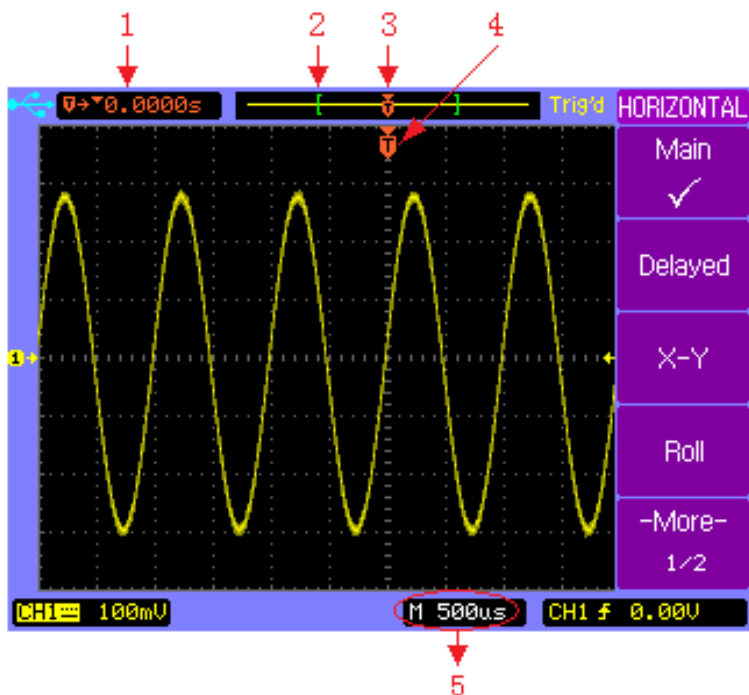 1 2 3 4
T→▼0.0000s [ T ] Trig'd HORIZONTAL
T
Main
✓
Delayed
1
X-Y
Roll
-More-
1/2
CH1 100mV M 500us CH1 0.00V
5